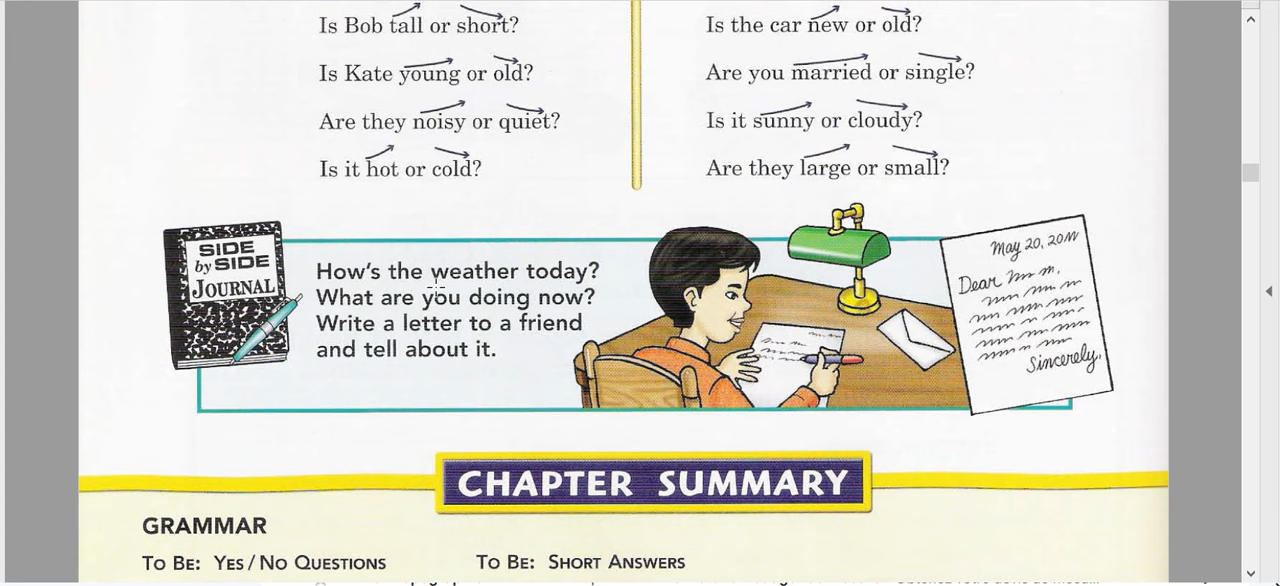 Is Bob tall or short?
Is Kate young or old?
Are they noisy or quiet?
Is it hot or cold?
Is the car new or old?
Are you married or single?
Is it sunny or cloudy?
Are they large or small?
SIDE
by SIDE
JOURNAL
How's the weather today?
What are you doing now?
Write a letter to a friend
and tell about it.
May 20, 20
Dear
Sincerely,
CHAPTER SUMMARY
GRAMMAR
TO BE: YES / NO QUESTIONS
TO BE: SHORT ANSWERS